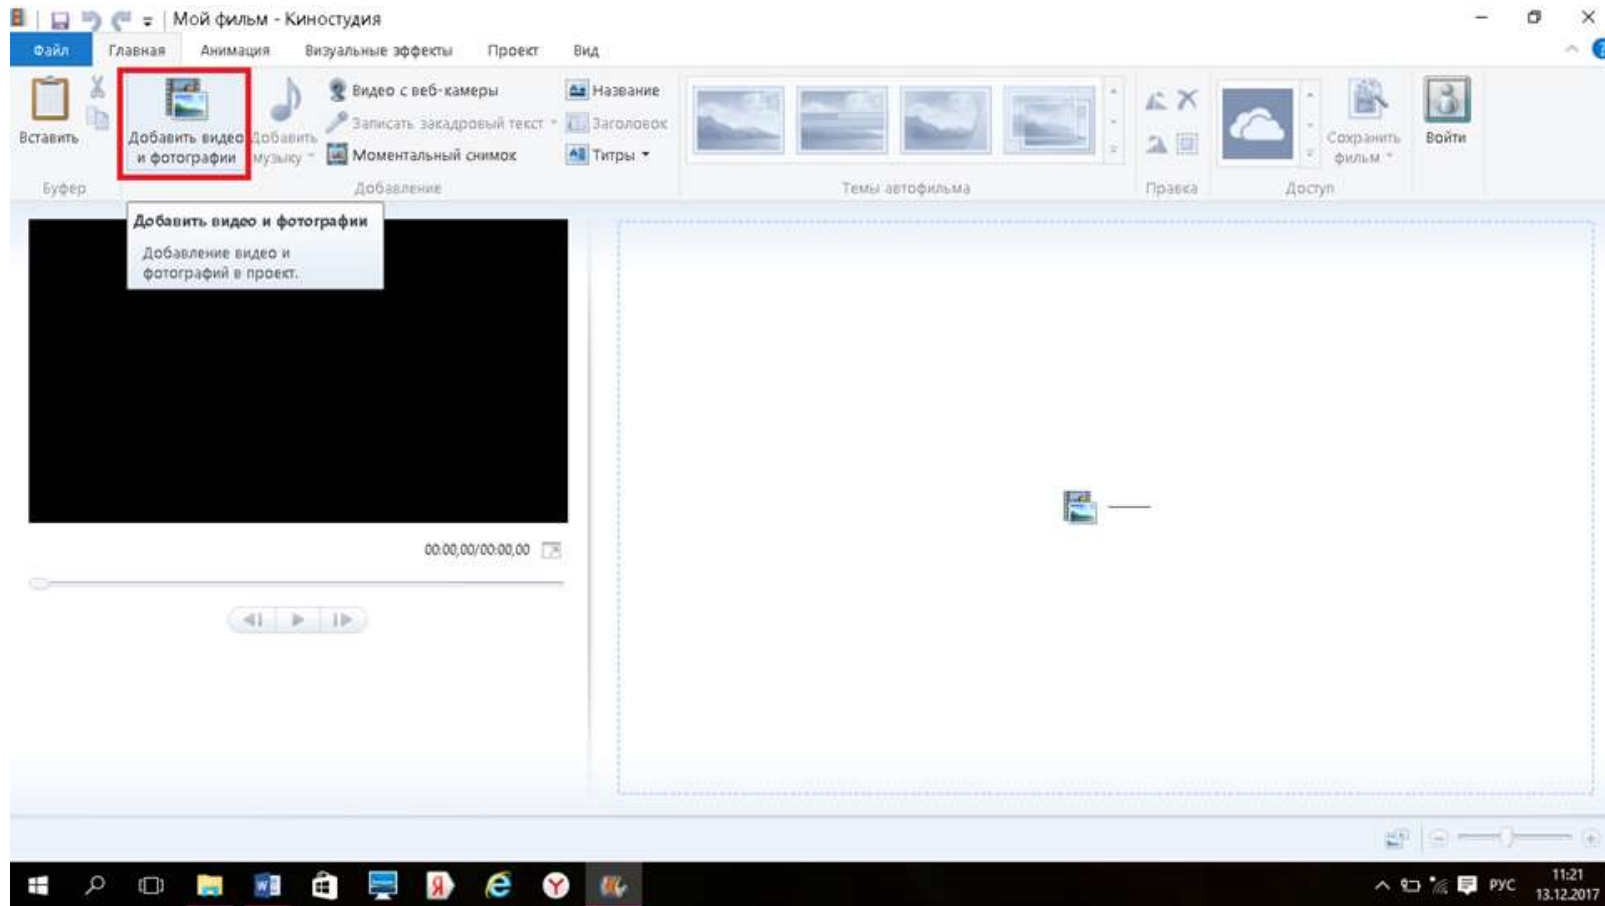 Мой фильм - Киностудия
Файл Главная Анимация Визуальные эффекты Проект Вид
Вставить
Добавить видео и фотографии
Добавить музыку
Видео с веб-камеры
Записать закадровый текст
Моментальный снимок
Название
Заголовок
Титры
Сохранить фильм
Войти
Буфер Добавление Темы автофильма Правка Доступ
Добавить видео и фотографии
Добавление видео и
фотографий в проект.
00:00,00/00:00,00
РУС
11:21
13.12.2017